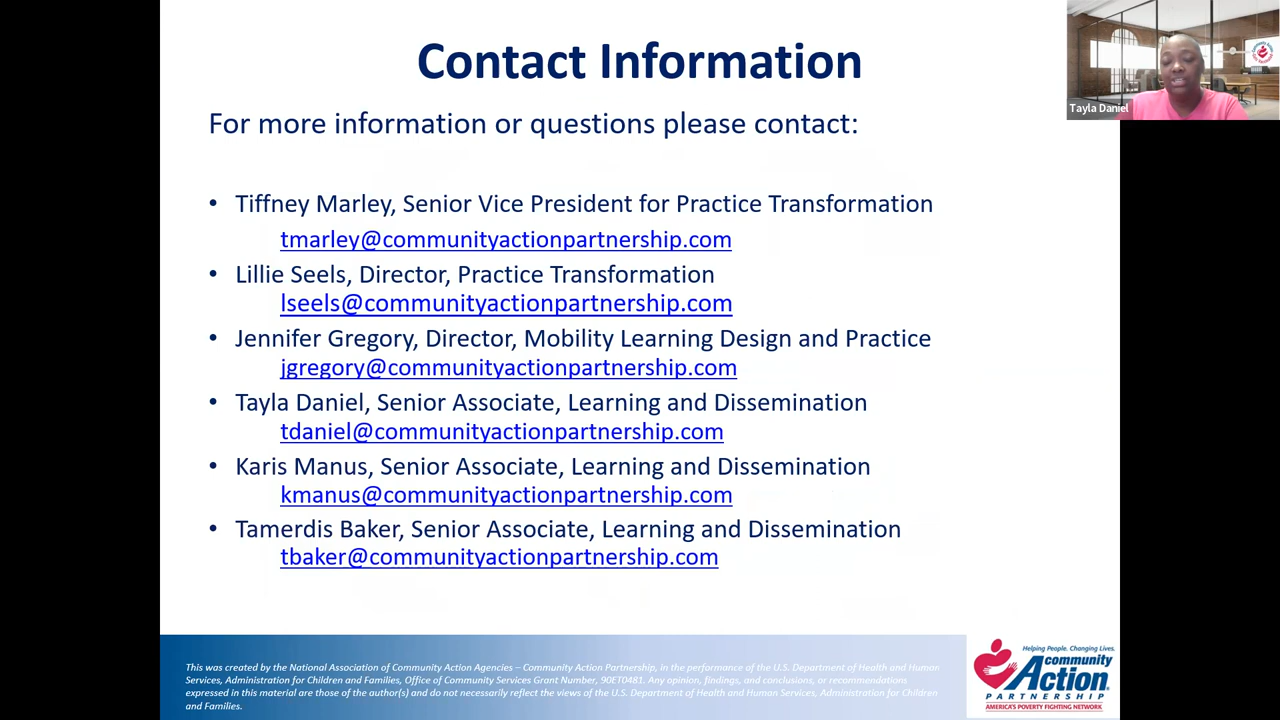 Contact Information
For more information or questions please contact:
• Tiffney Marley, Senior Vice President for Practice Transformation
tmarley@communityactionpartnership.com
• Lillie Seels, Director, Practice Transformation
lseels@communityactionpartnership.com
• Jennifer Gregory, Director, Mobility Learning Design and Practice
jgregory@communityactionpartnership.com
• Tayla Daniel, Senior Associate, Learning and Dissemination
tdaniel@communityactionpartnership.com
• Karis Manus, Senior Associate, Learning and Dissemination
kmanus@communityactionpartnership.com
• Tamerdis Baker, Senior Associate, Learning and Dissemination
tbaker@communityactionpartnership.com
Tayla Daniel
This was created by the National Association of Community Action Agencies – Community Action Partnership, in the performance of the U.S. Department of Health and Human
Services, Administration for Children and Families, Office of Community Services Grant Number, 90ET0481. Any opinion, findings, and conclusions, or recommendations
expressed in this material are those of the author(s) and do not necessarily reflect the views of the U.S. Department of Health and Human Services, Administration for Children
and Families.
Helping People. Changing Lives.
community
Action®
PARTNERSHIP
AMERICA'S POVERTY FIGHTING NETWORK